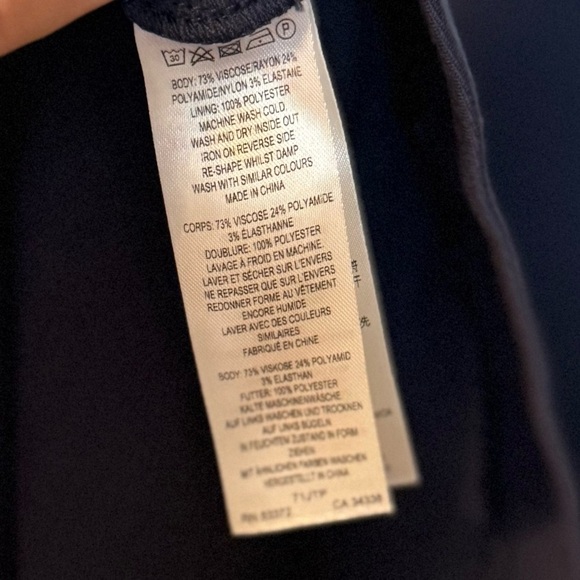 30 P
BODY: 73% VISCOSE/RAYON 24%
POLYAMIDE/NYLON 3% ELASTANE
LINING: 100% POLYESTER
MACHINE WASH COLD.
WASH AND DRY INSIDE OUT
IRON ON REVERSE SIDE
RE-SHAPE WHILST DAMP
WASH WITH SIMILAR COLOURS
MADE IN CHINA
CORPS: 73% VISCOSE 24% POLYAMIDE
3% ÉLASTHANNE
DOUBLURE: 100% POLYESTER
LAVAGE À FROID EN MACHINE.
LAVER ET SÉCHER SUR L'ENVERS
NE REPASSER QUE SUR L'ENVERS
REDONNER FORME AU VÊTEMENT
ENCORE HUMIDE
LAVER AVEC DES COULEURS
SIMILAIRES
FABRIQUÉ EN CHINE
BODY: 73% VISKOSE 24% POLYAMID
3% ELASTHAN
FUTTER: 100% POLYESTER
KALTE MASCHINENWÄSCHE
AUF LINKS WASCHEN UND TROCKNEN
AUF LINKS BÜGELN
IN FEUCHTEN ZUSTAND IN FORM
ZIEHEN
MIT ÄHNLICHEN FARBEN WASCHEN
HERGESTELLT IN CHINA
CA 34338